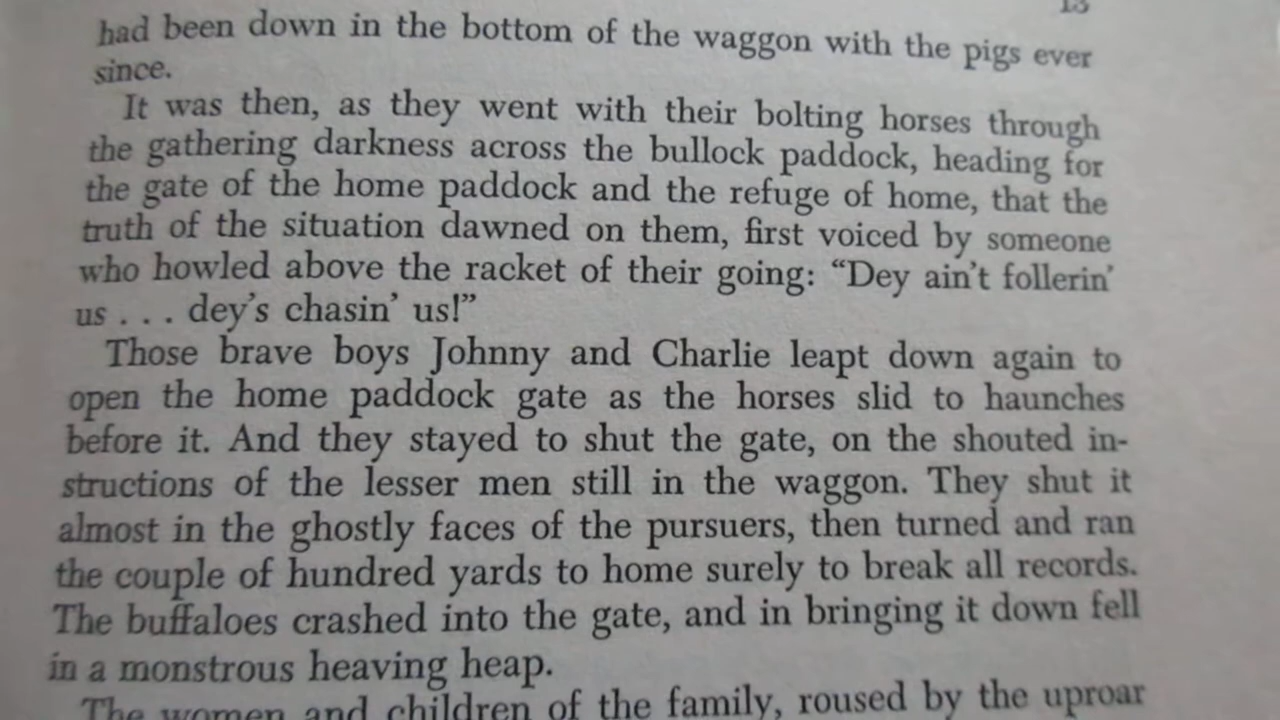 13
had been down in the bottom of the waggon with the pigs ever
since.
It was then, as they went with their bolting horses through
the gathering darkness across the bullock paddock, heading for
the gate of the home paddock and the refuge of home, that the
truth of the situation dawned on them, first voiced by someone
who howled above the racket of their going: “Dey ain’t follerin’
us . . . dey’s chasin’ us!”
Those brave boys Johnny and Charlie leapt down again to
open the home paddock gate as the horses slid to haunches
before it. And they stayed to shut the gate, on the shouted in-
structions of the lesser men still in the waggon. They shut it
almost in the ghostly faces of the pursuers, then turned and ran
the couple of hundred yards to home surely to break all records.
The buffaloes crashed into the gate, and in bringing it down fell
in a monstrous heaving heap.
The women and children of the family, roused by the uproar